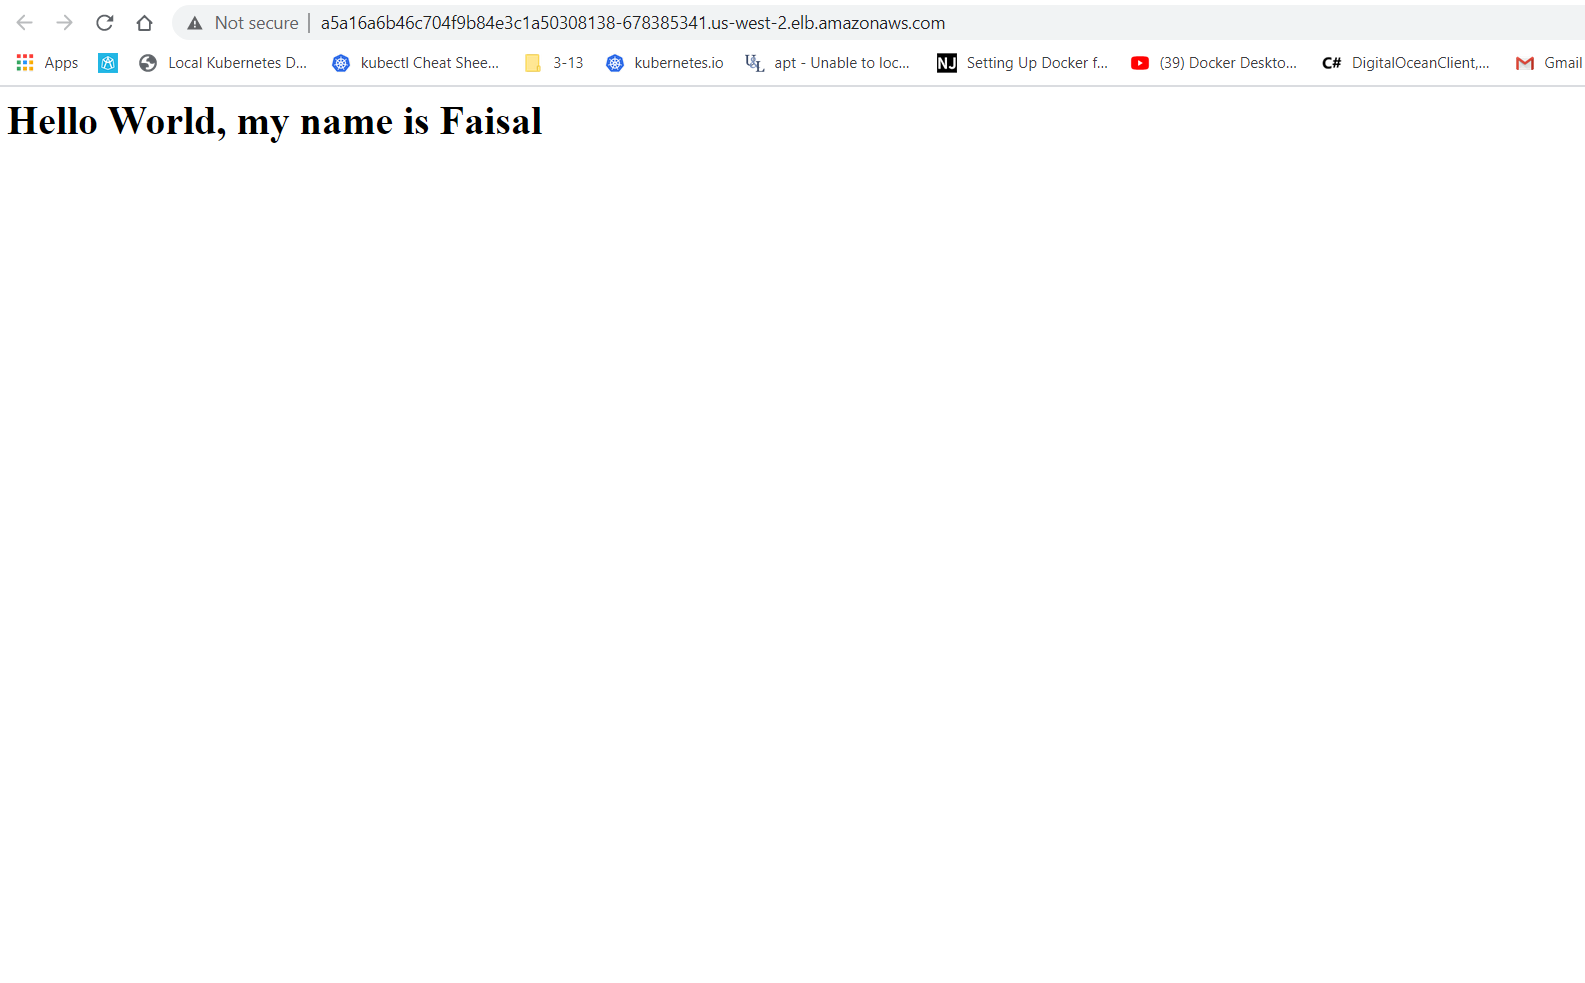 Not secure | a5a16a6b46c704f9b84e3c1a50308138-678385341.us-west-2.elb.amazonaws.com
Apps Local Kubernetes D... kubectl Cheat Shee... 3-13 kubernetes.io UL apt - Unable to loc... NJ Setting Up Docker f... (39) Docker Deskto... C# DigitalOceanClient,... Gmail
Hello World, my name is Faisal